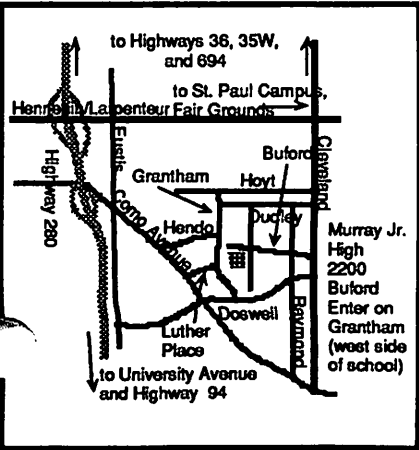 to Highways 36, 35W,
and 694
to St. Paul Campus,
Fair Grounds
Hennepin/Larpenteur
Eustis
Cleveland
Buford
Grantham
Hoyt
Highway 280
Como Avenue
Dudley
Hendon
Murray Jr.
High
2200
Buford
Enter on
Grantham
(west side
of school)
Raymond
Doswell
Luther
Place
to University Avenue
and Highway 94